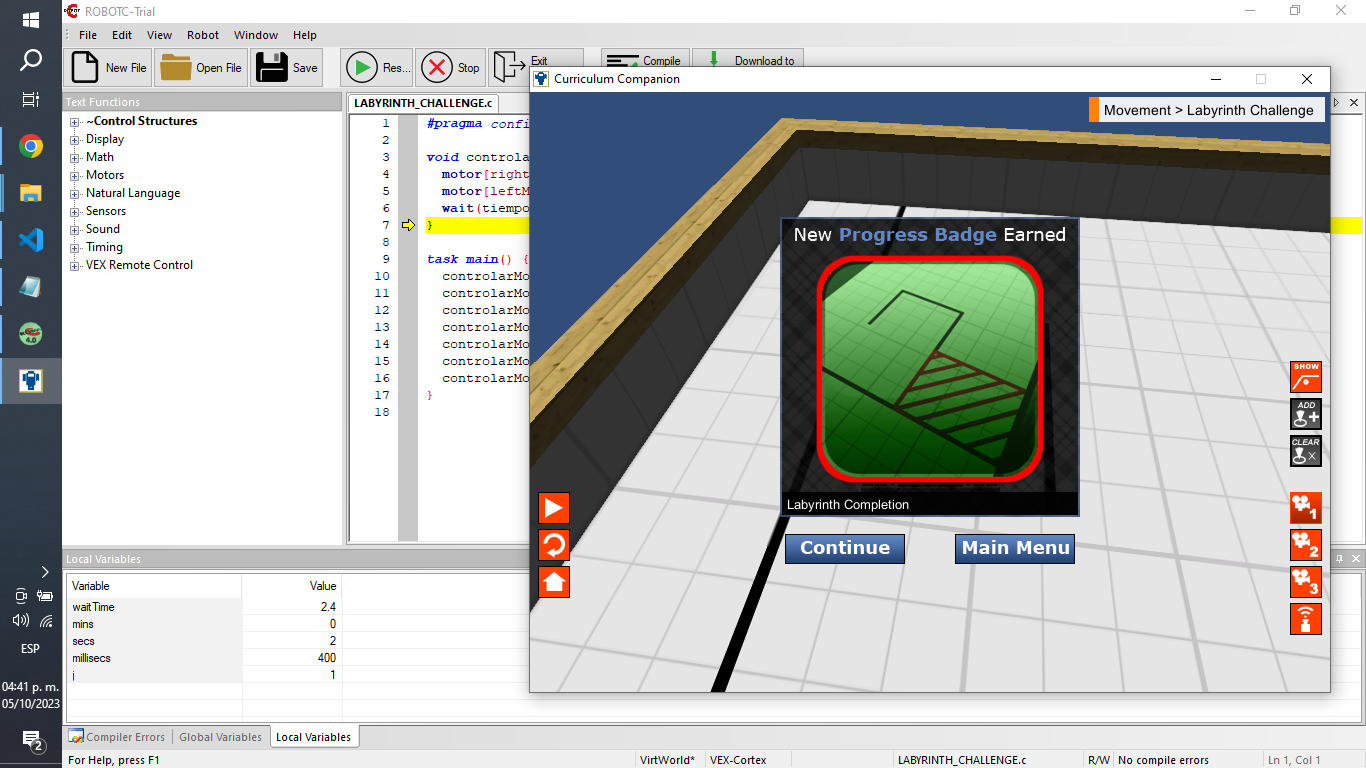 ROBOTC-Trial
File Edit View Robot Window Help
New File Open File Save Res... Stop Exit Compile Download to
Curriculum Companion
Text Functions
LABYRINTH_CHALLENGE.c
Movement > Labyrinth Challenge
~Control Structures
Display
Math
Motors
Natural Language
Sensors
Sound
Timing
VEX Remote Control
1 #pragma confi
2
3 void controla
4 motor[right
5 motor[leftM
6 wait(tiempo
7 }
8
9 task main() {
10 controlarMo
11 controlarMo
12 controlarMo
13 controlarMo
14 controlarMo
15 controlarMo
16 controlarMo
17 }
18
New Progress Badge Earned
Labyrinth Completion
Continue Main Menu
SHOW
ADD
CLEAR
1
2
3
Local Variables
Variable Value
waitTime 2.4
mins 0
secs 2
millisecs 400
j 1
Compiler Errors Global Variables Local Variables
For Help, press F1 VirtWorld* VEX-Cortex LABYRINTH_CHALLENGE.c R/W No compile errors Ln 1, Col 1
4.0
ESP
04:41 p. m.
05/10/2023
2